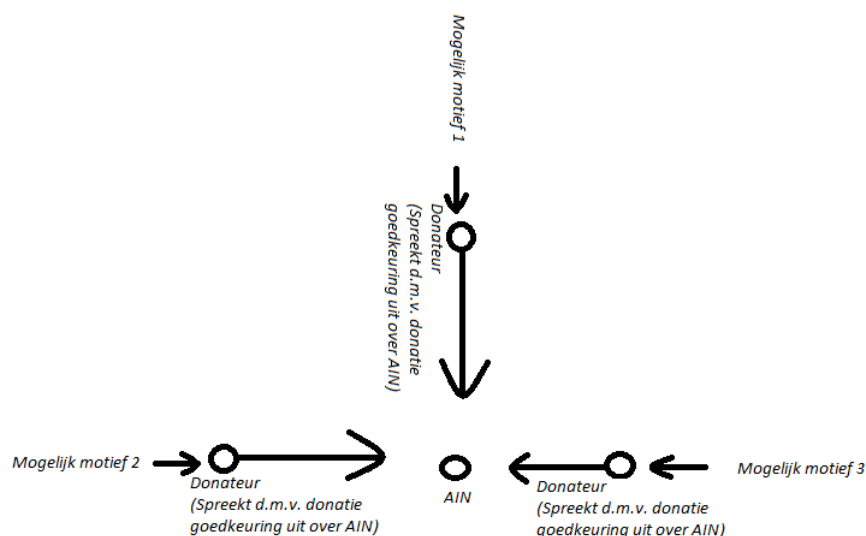 Mogelijk motief 1
Donateur
(Spreekt d.m.v. donatie
goedkeuring uit over AIN)
Mogelijk motief 2
Donateur
(Spreekt d.m.v. donatie
goedkeuring uit over AIN)
AIN
Donateur
(Spreekt d.m.v. donatie
goedkeuring uit over AIN)
Mogelijk motief 3